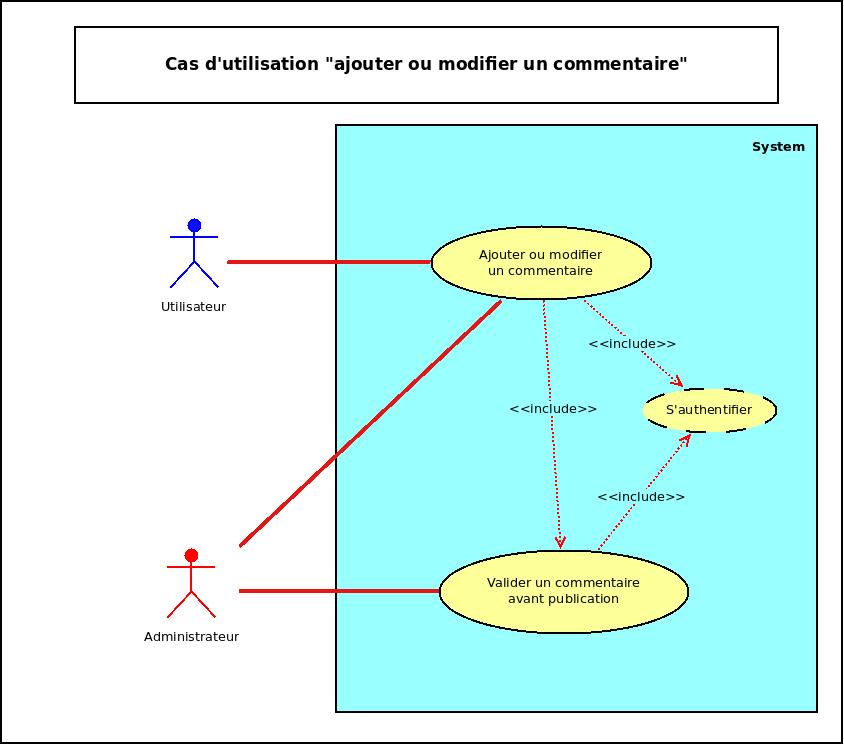 Cas d'utilisation "ajouter ou modifier un commentaire"
System
Ajouter ou modifier
un commentaire
Utilisateur
<<include>>
<<include>>
S'authentifier
<<include>>
Valider un commentaire
avant publication
Administrateur